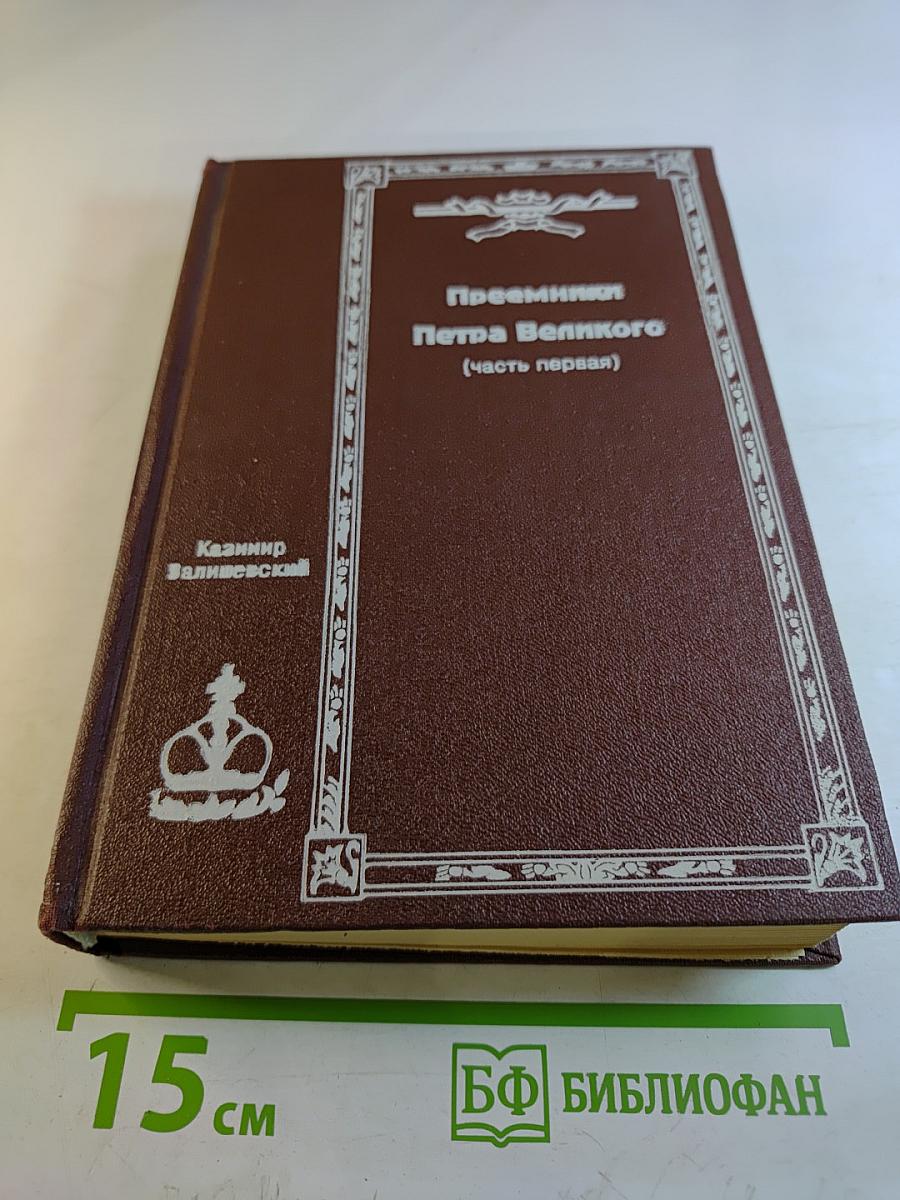 Преемники
Петра Великого
(часть первая)
Казимир
Валишевский
15 см
БФ БИБЛИОФАН